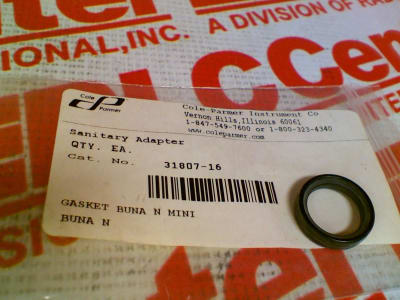 IONAL, INC. A DIVISION OF RA
Cole
Parmer
Cole-Parmer Instrument Co
Vernon Hills, Illinois 60061
1-847-549-7600 or 1-800-323-4340
www.coleparmer.com
Sanitary Adapter
QTY. EA.
Cat. No. 31807-16
GASKET BUNA N MINI
BUNA N